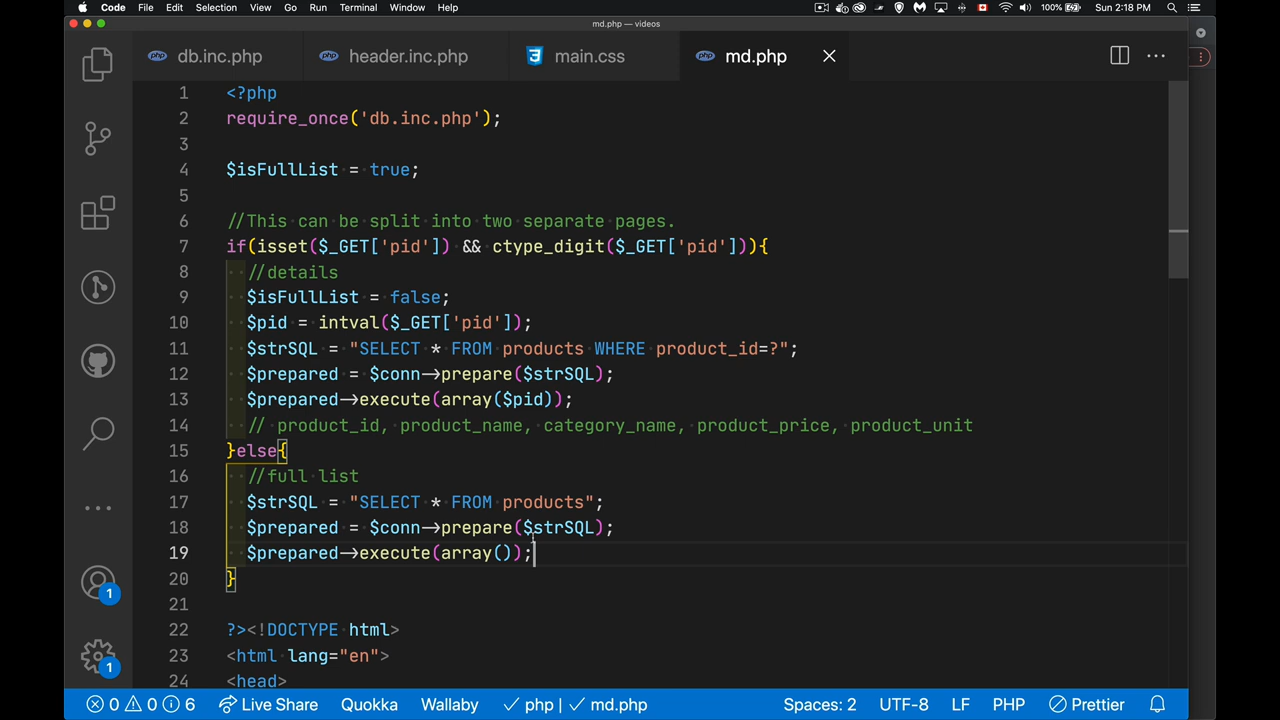 Code File Edit Selection View Go Run Terminal Window Help 100% Sun 2:18 PM
md.php — videos
db.inc.php header.inc.php main.css md.php
1 <?php
2 require_once('db.inc.php');
3
4 $isFullList = true;
5
6 //This can be split into two separate pages.
7 if(isset($_GET['pid']) && ctype_digit($_GET['pid'])){
8 //details
9 $isFullList = false;
10 $pid = intval($_GET['pid']);
11 $strSQL = "SELECT * FROM products WHERE product_id=?";
12 $prepared = $conn->prepare($strSQL);
13 $prepared->execute(array($pid));
14 // product_id, product_name, category_name, product_price, product_unit
15 }else{
16 //full list
17 $strSQL = "SELECT * FROM products";
18 $prepared = $conn->prepare($strSQL);
19 $prepared->execute(array());
20 }
21
22 ?><!DOCTYPE html>
23 <html lang="en">
24 <head>
1
1
0 0 6 Live Share Quokka Wallaby ✓ php | ✓ md.php Spaces: 2 UTF-8 LF PHP Prettier